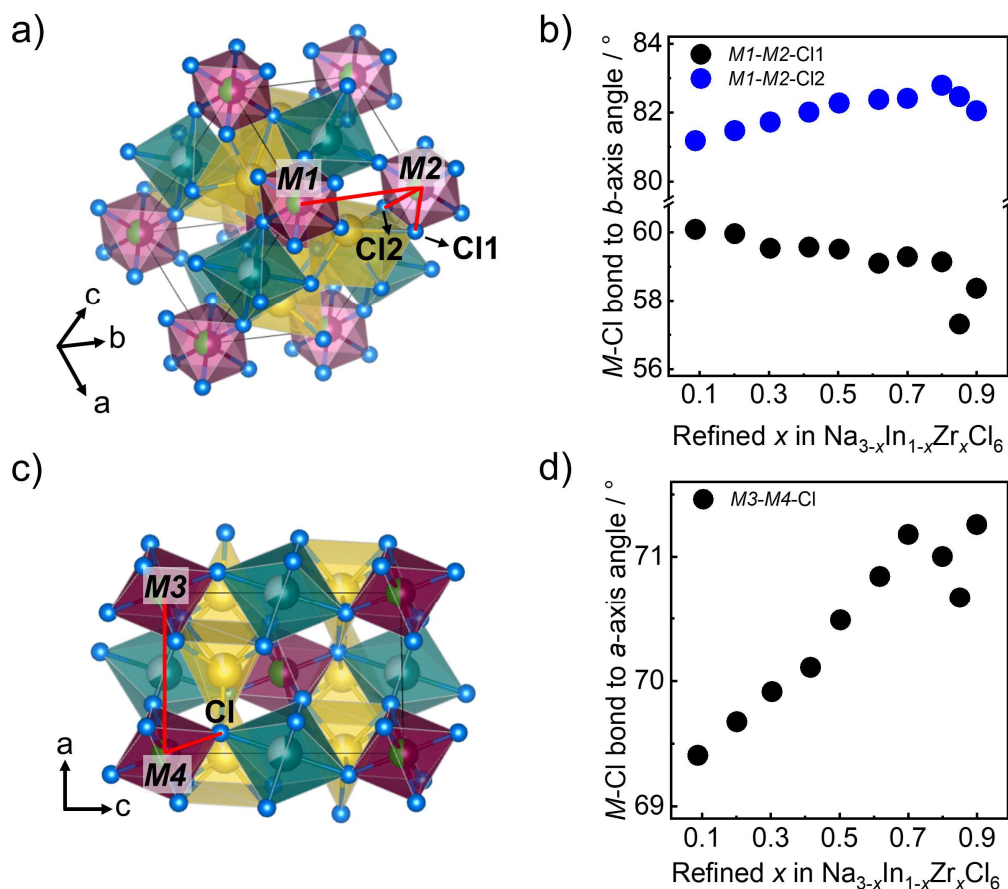 a)
M1
M2
Cl2
Cl1
c
b
a
b)
M-Cl bond to b-axis angle / °
84
82
80
60
58
56
M1-M2-Cl1
M1-M2-Cl2
0.1 0.3 0.5 0.7 0.9
Refined x in Na₃₋ₓIn₁₋ₓZrₓCl₆
c)
M3
Cl
M4
a
c
d)
M-Cl bond to a-axis angle / °
71
70
69
M3-M4-Cl
0.1 0.3 0.5 0.7 0.9
Refined x in Na₃₋ₓIn₁₋ₓZrₓCl₆